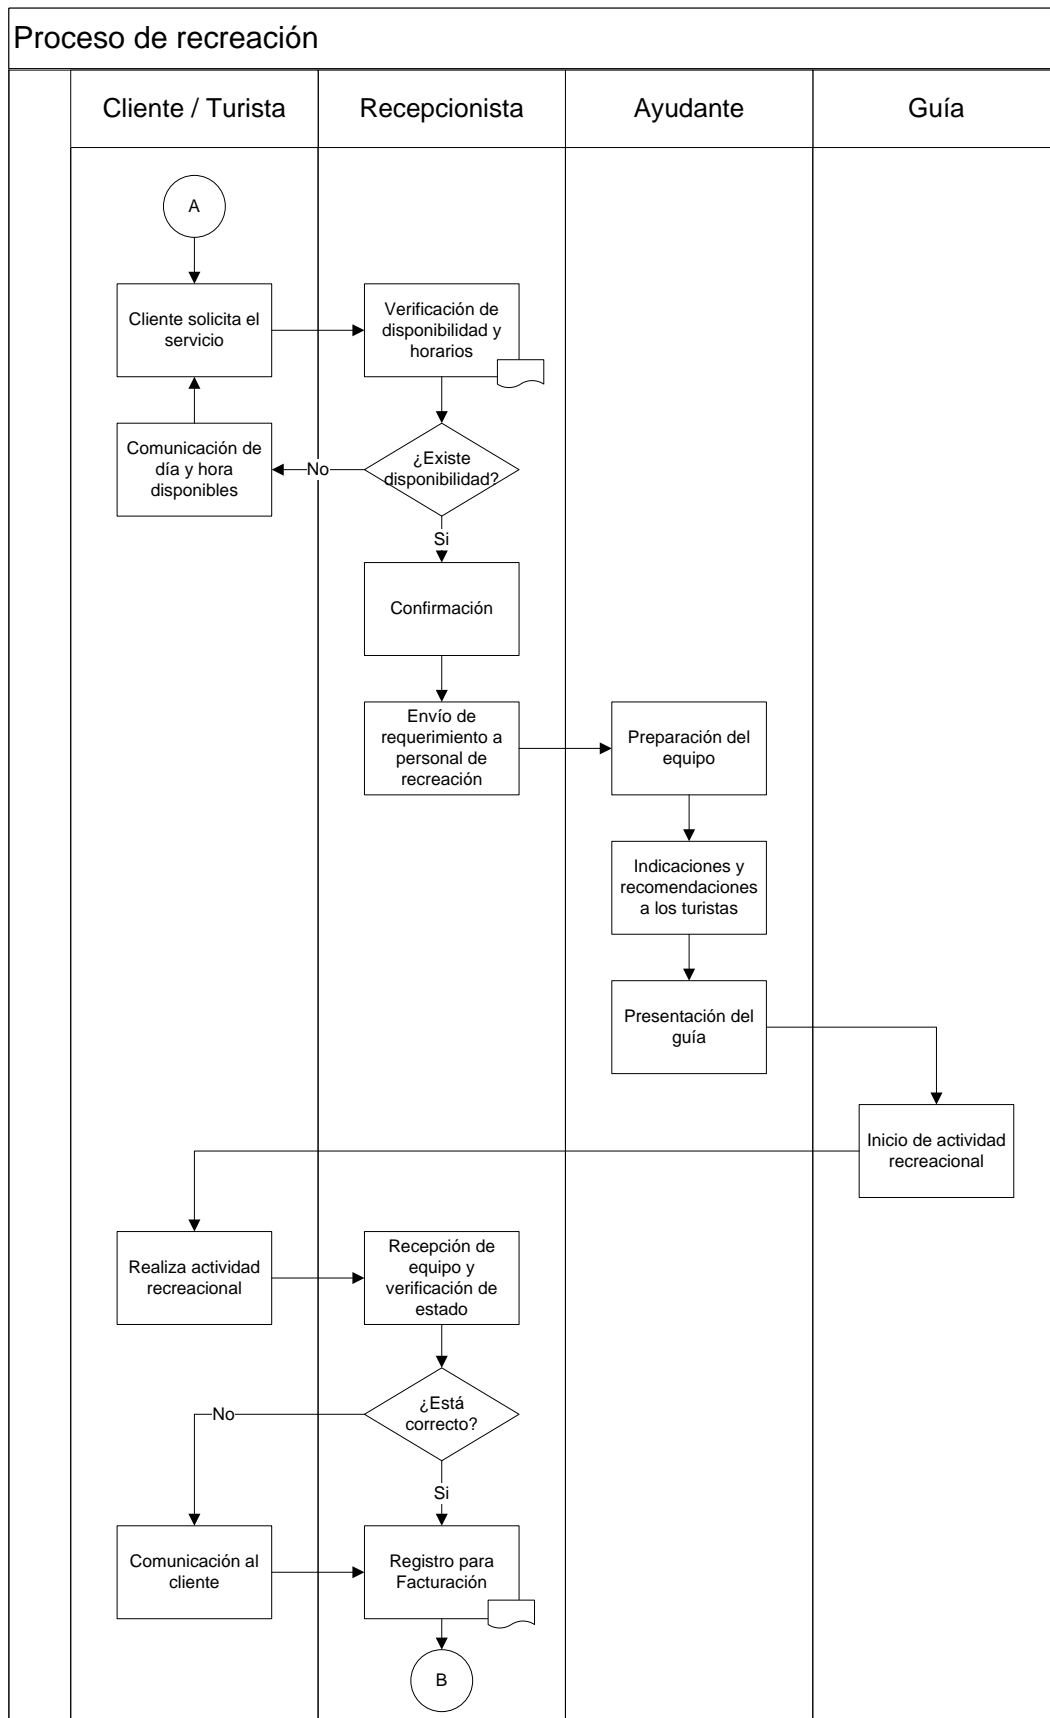 Proceso de recreación
Cliente / Turista
Recepcionista
Ayudante
Guía
A
Cliente solicita el
servicio
Verificación de
disponibilidad y
horarios
Comunicación de
día y hora
disponibles
No
¿Existe
disponibilidad?
Si
Confirmación
Envío de
requerimiento a
personal de
recreación
Preparación del
equipo
Indicaciones y
recomendaciones
a los turistas
Presentación del
guía
Inicio de actividad
recreacional
Realiza actividad
recreacional
Recepción de
equipo y
verificación de
estado
¿Está
correcto?
No
Si
Comunicación al
cliente
Registro para
Facturación
B